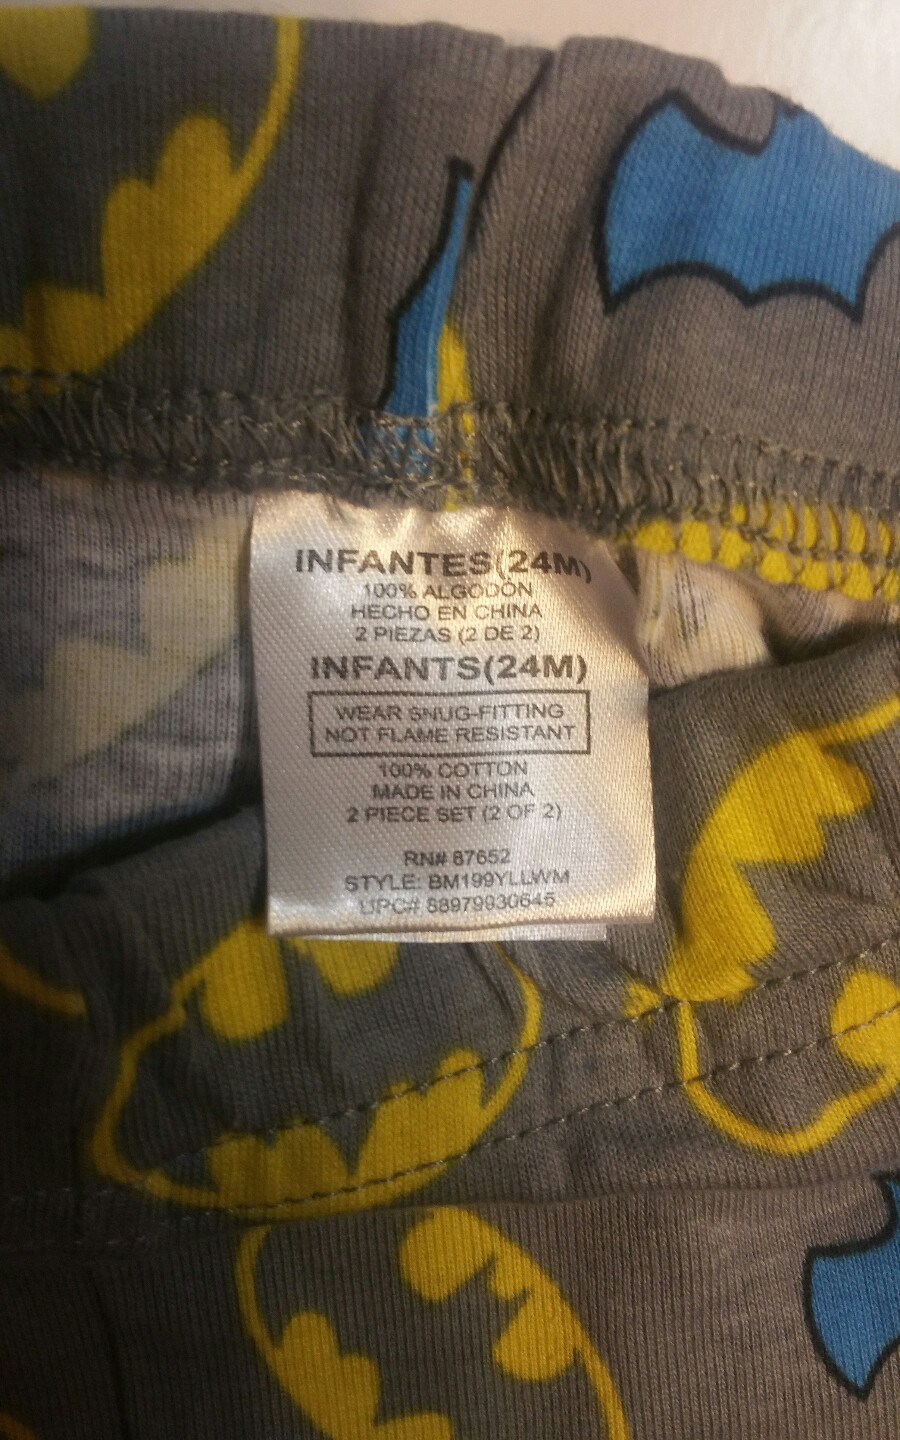 INFANTES(24M)
100% ALGODÓN
HECHO EN CHINA
2 PIEZAS (2 DE 2)
INFANTS(24M)
WEAR SNUG-FITTING
NOT FLAME RESISTANT
100% COTTON
MADE IN CHINA
2 PIECE SET (2 OF 2)
RN# 87652
STYLE: BM199YLLWM
UPC# 88979930645